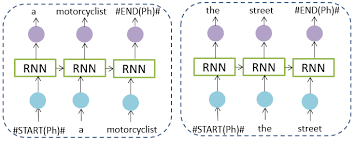 a motorcyclist #END(Ph)#
RNN RNN RNN
#START(Ph)# a motorcyclist
the street #END(Ph)#
RNN RNN RNN
#START(Ph)# the street